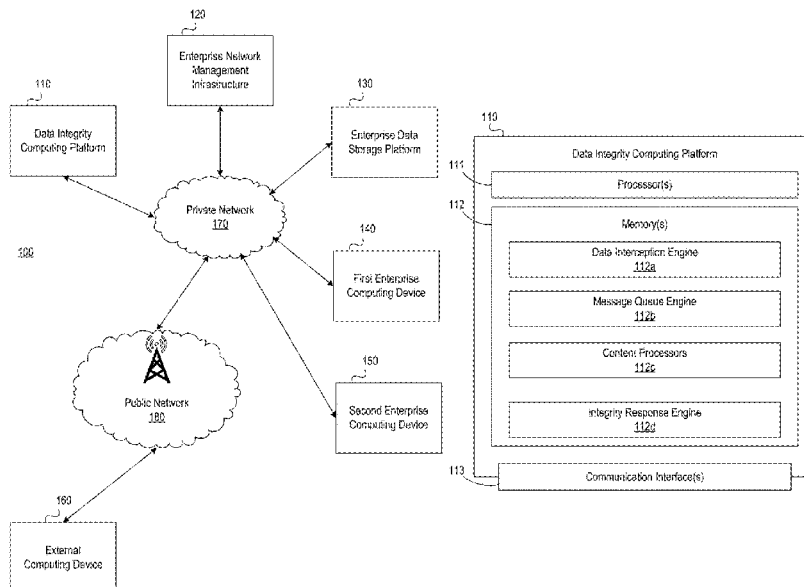 120
Enterprise Network
Management
Infrastructure
110
Data Integrity
Computing Platform
130
Enterprise Data
Storage Platform
Private Network
170
100
140
First Enterprise
Computing Device
150
Second Enterprise
Computing Device
Public Network
180
160
External
Computing Device
110
Data Integrity Computing Platform
111
Processor(s)
112
Memory(s)
Data Interception Engine
112a
Message Queue Engine
112b
Content Processors
112c
Integrity Response Engine
112d
113
Communication Interface(s)